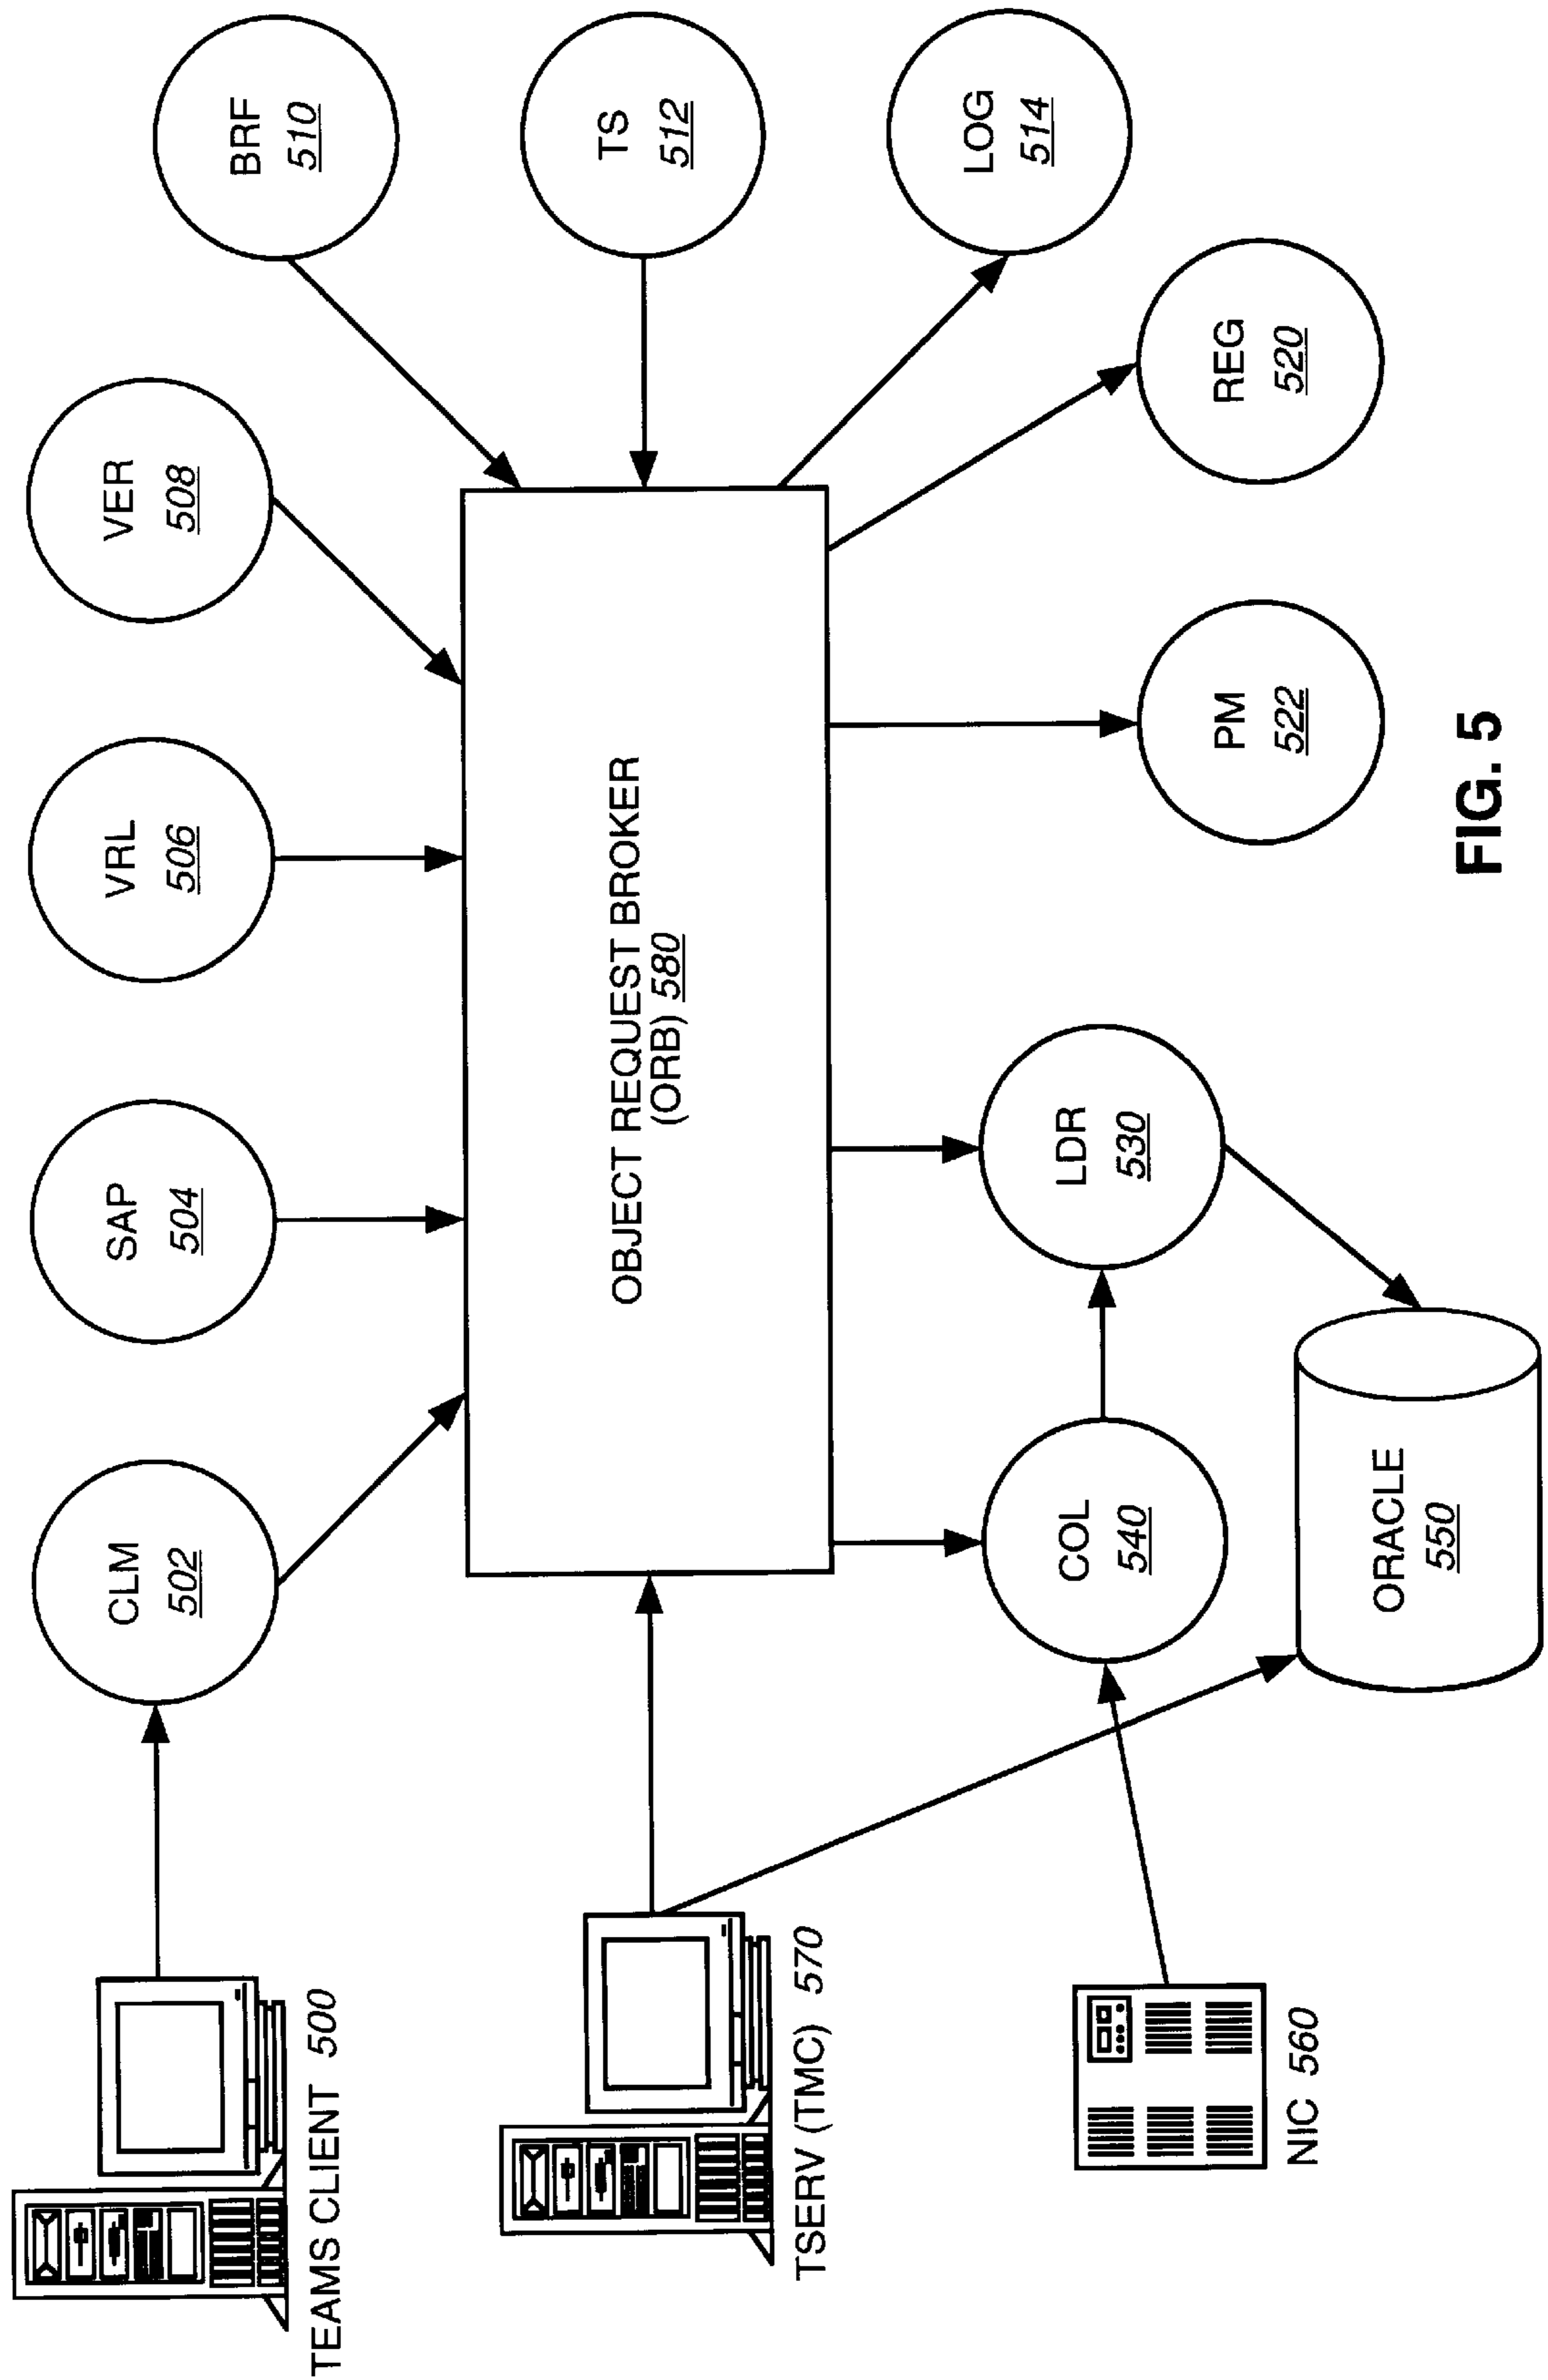 TEAMS CLIENT 500
CLM
502
SAP
504
VRL
506
VER
508
BRF
510
TS
512
LOG
514
OBJECT REQUEST BROKER
(ORB) 580
TSERV (TMC) 570
NIC 560
COL
540
LDR
530
PM
522
REG
520
ORACLE
550
FIG. 5